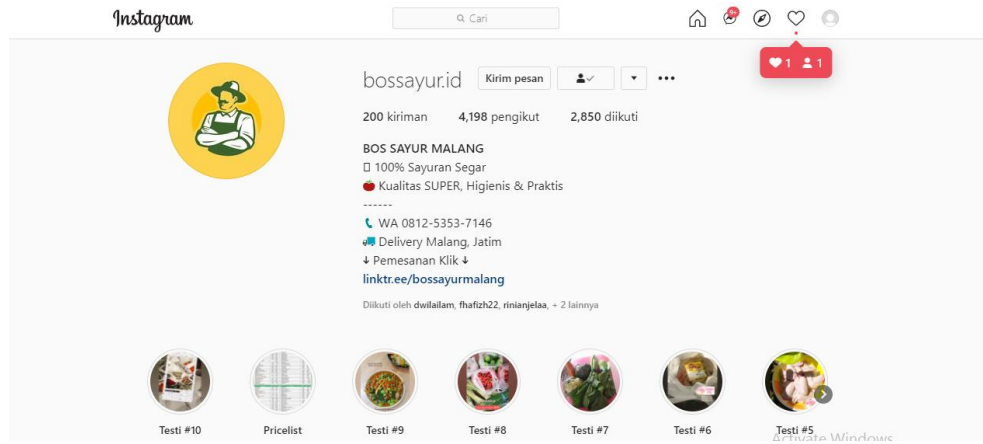 Instagram
Cari
9+
1 1
bossayur.id Kirim pesan
200 kiriman 4,198 pengikut 2,850 diikuti
BOS SAYUR MALANG
100% Sayuran Segar
Kualitas SUPER, Higienis & Praktis
------
WA 0812-5353-7146
Delivery Malang, Jatim
↓ Pemesanan Klik ↓
linktr.ee/bossayurmalang
Diikuti oleh dwilailam, fhafizh22, rinianjelaa, + 2 lainnya
Testi #10 Pricelist Testi #9 Testi #8 Testi #7 Testi #6 Testi #5
Activate Windows